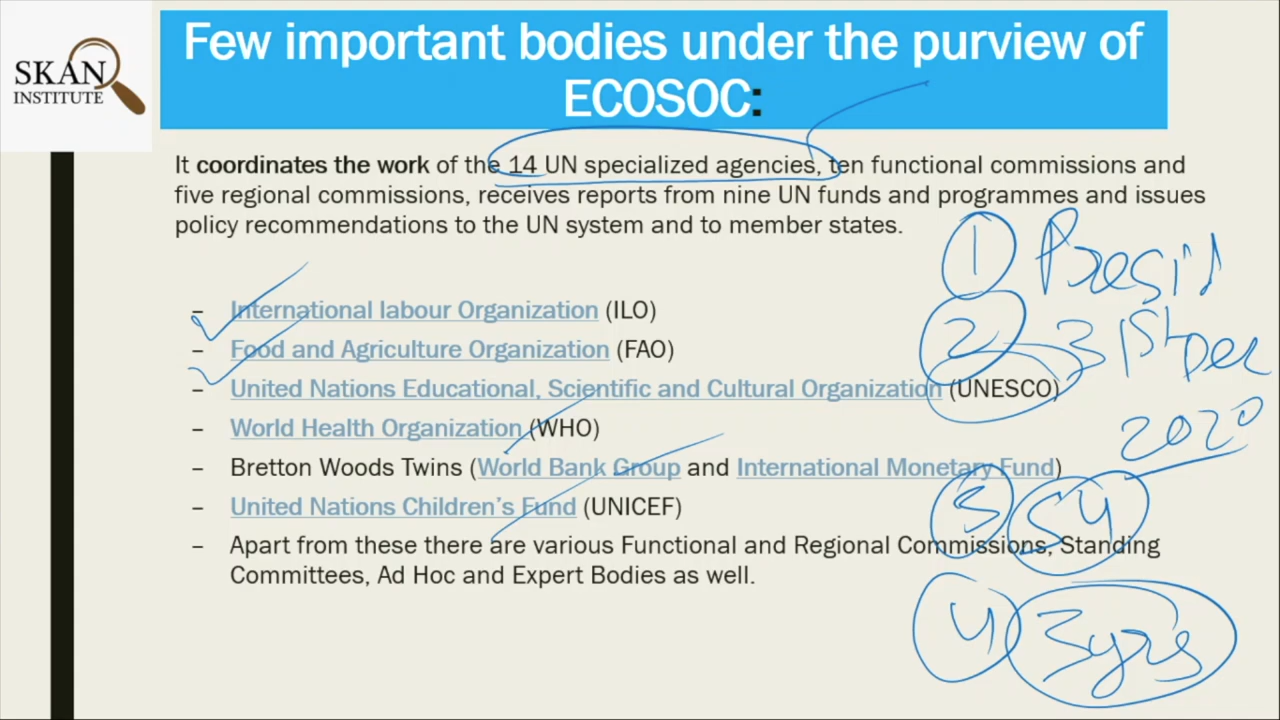 SKAN
INSTITUTE
Few important bodies under the purview of
ECOSOC:
It coordinates the work of the 14 UN specialized agencies, ten functional commissions and
five regional commissions, receives reports from nine UN funds and programmes and issues
policy recommendations to the UN system and to member states.
– International labour Organization (ILO)
– Food and Agriculture Organization (FAO)
– United Nations Educational, Scientific and Cultural Organization (UNESCO)
– World Health Organization (WHO)
– Bretton Woods Twins (World Bank Group and International Monetary Fund)
– United Nations Children’s Fund (UNICEF)
– Apart from these there are various Functional and Regional Commissions, Standing
Committees, Ad Hoc and Expert Bodies as well.
1
2 31st Dec
2020
3 54
4 3yrs